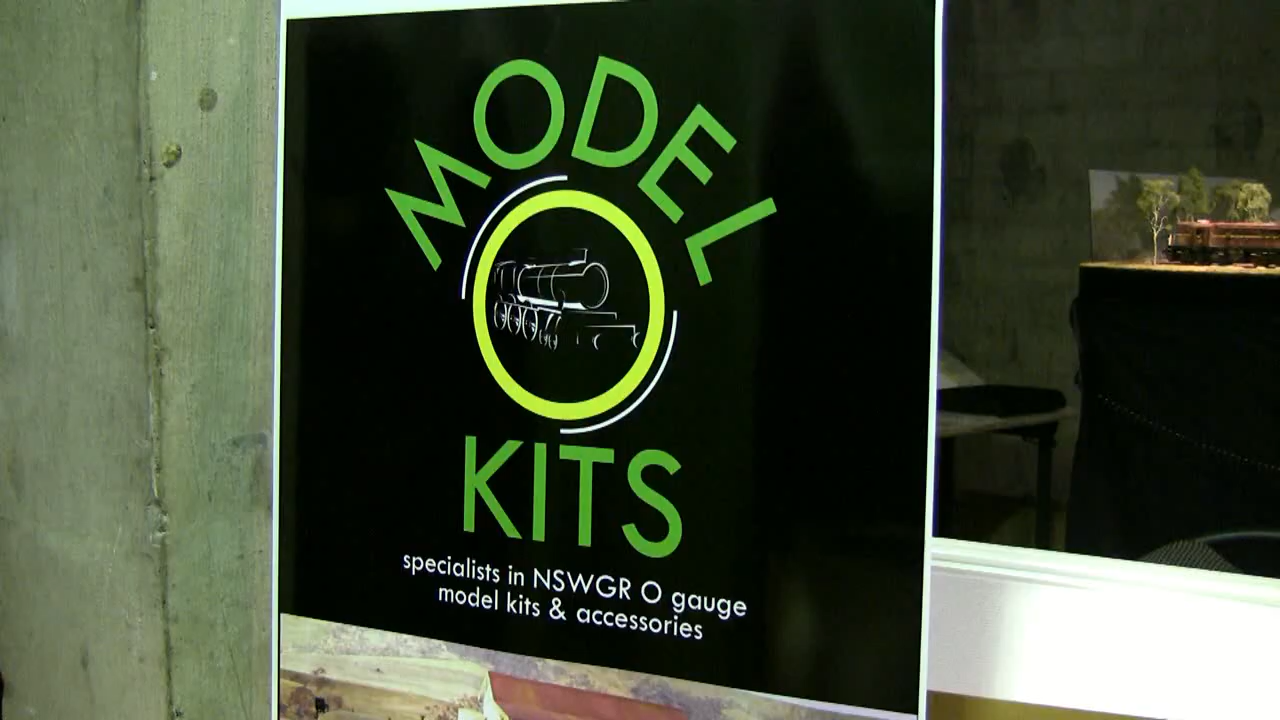 MODEL
KITS
specialists in NSWGR O gauge
model kits & accessories